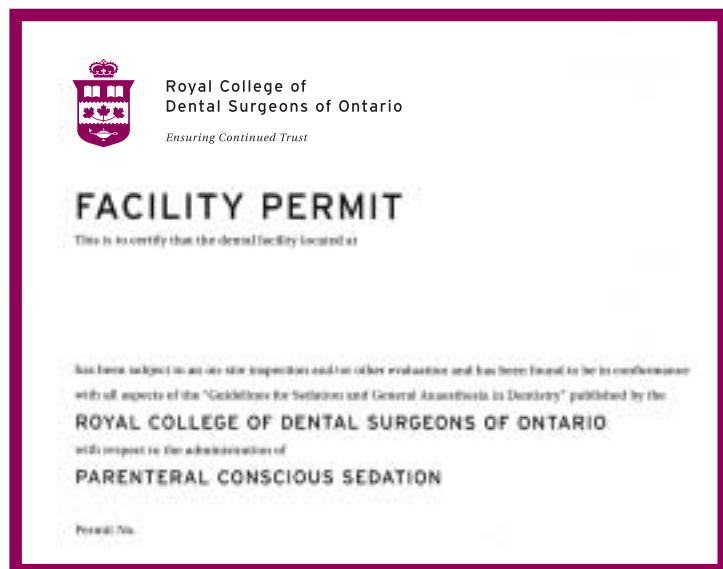 Royal College of
Dental Surgeons of Ontario
Ensuring Continued Trust
FACILITY PERMIT
This is to certify that the dental facility located at
has been subject to an on-site inspection and/or other evaluation and has been found to be in conformance
with all aspects of the "Guidelines for Sedation and General Anaesthesia in Dentistry" published by the
ROYAL COLLEGE OF DENTAL SURGEONS OF ONTARIO
with respect to the administration of
PARENTERAL CONSCIOUS SEDATION
Permit No.